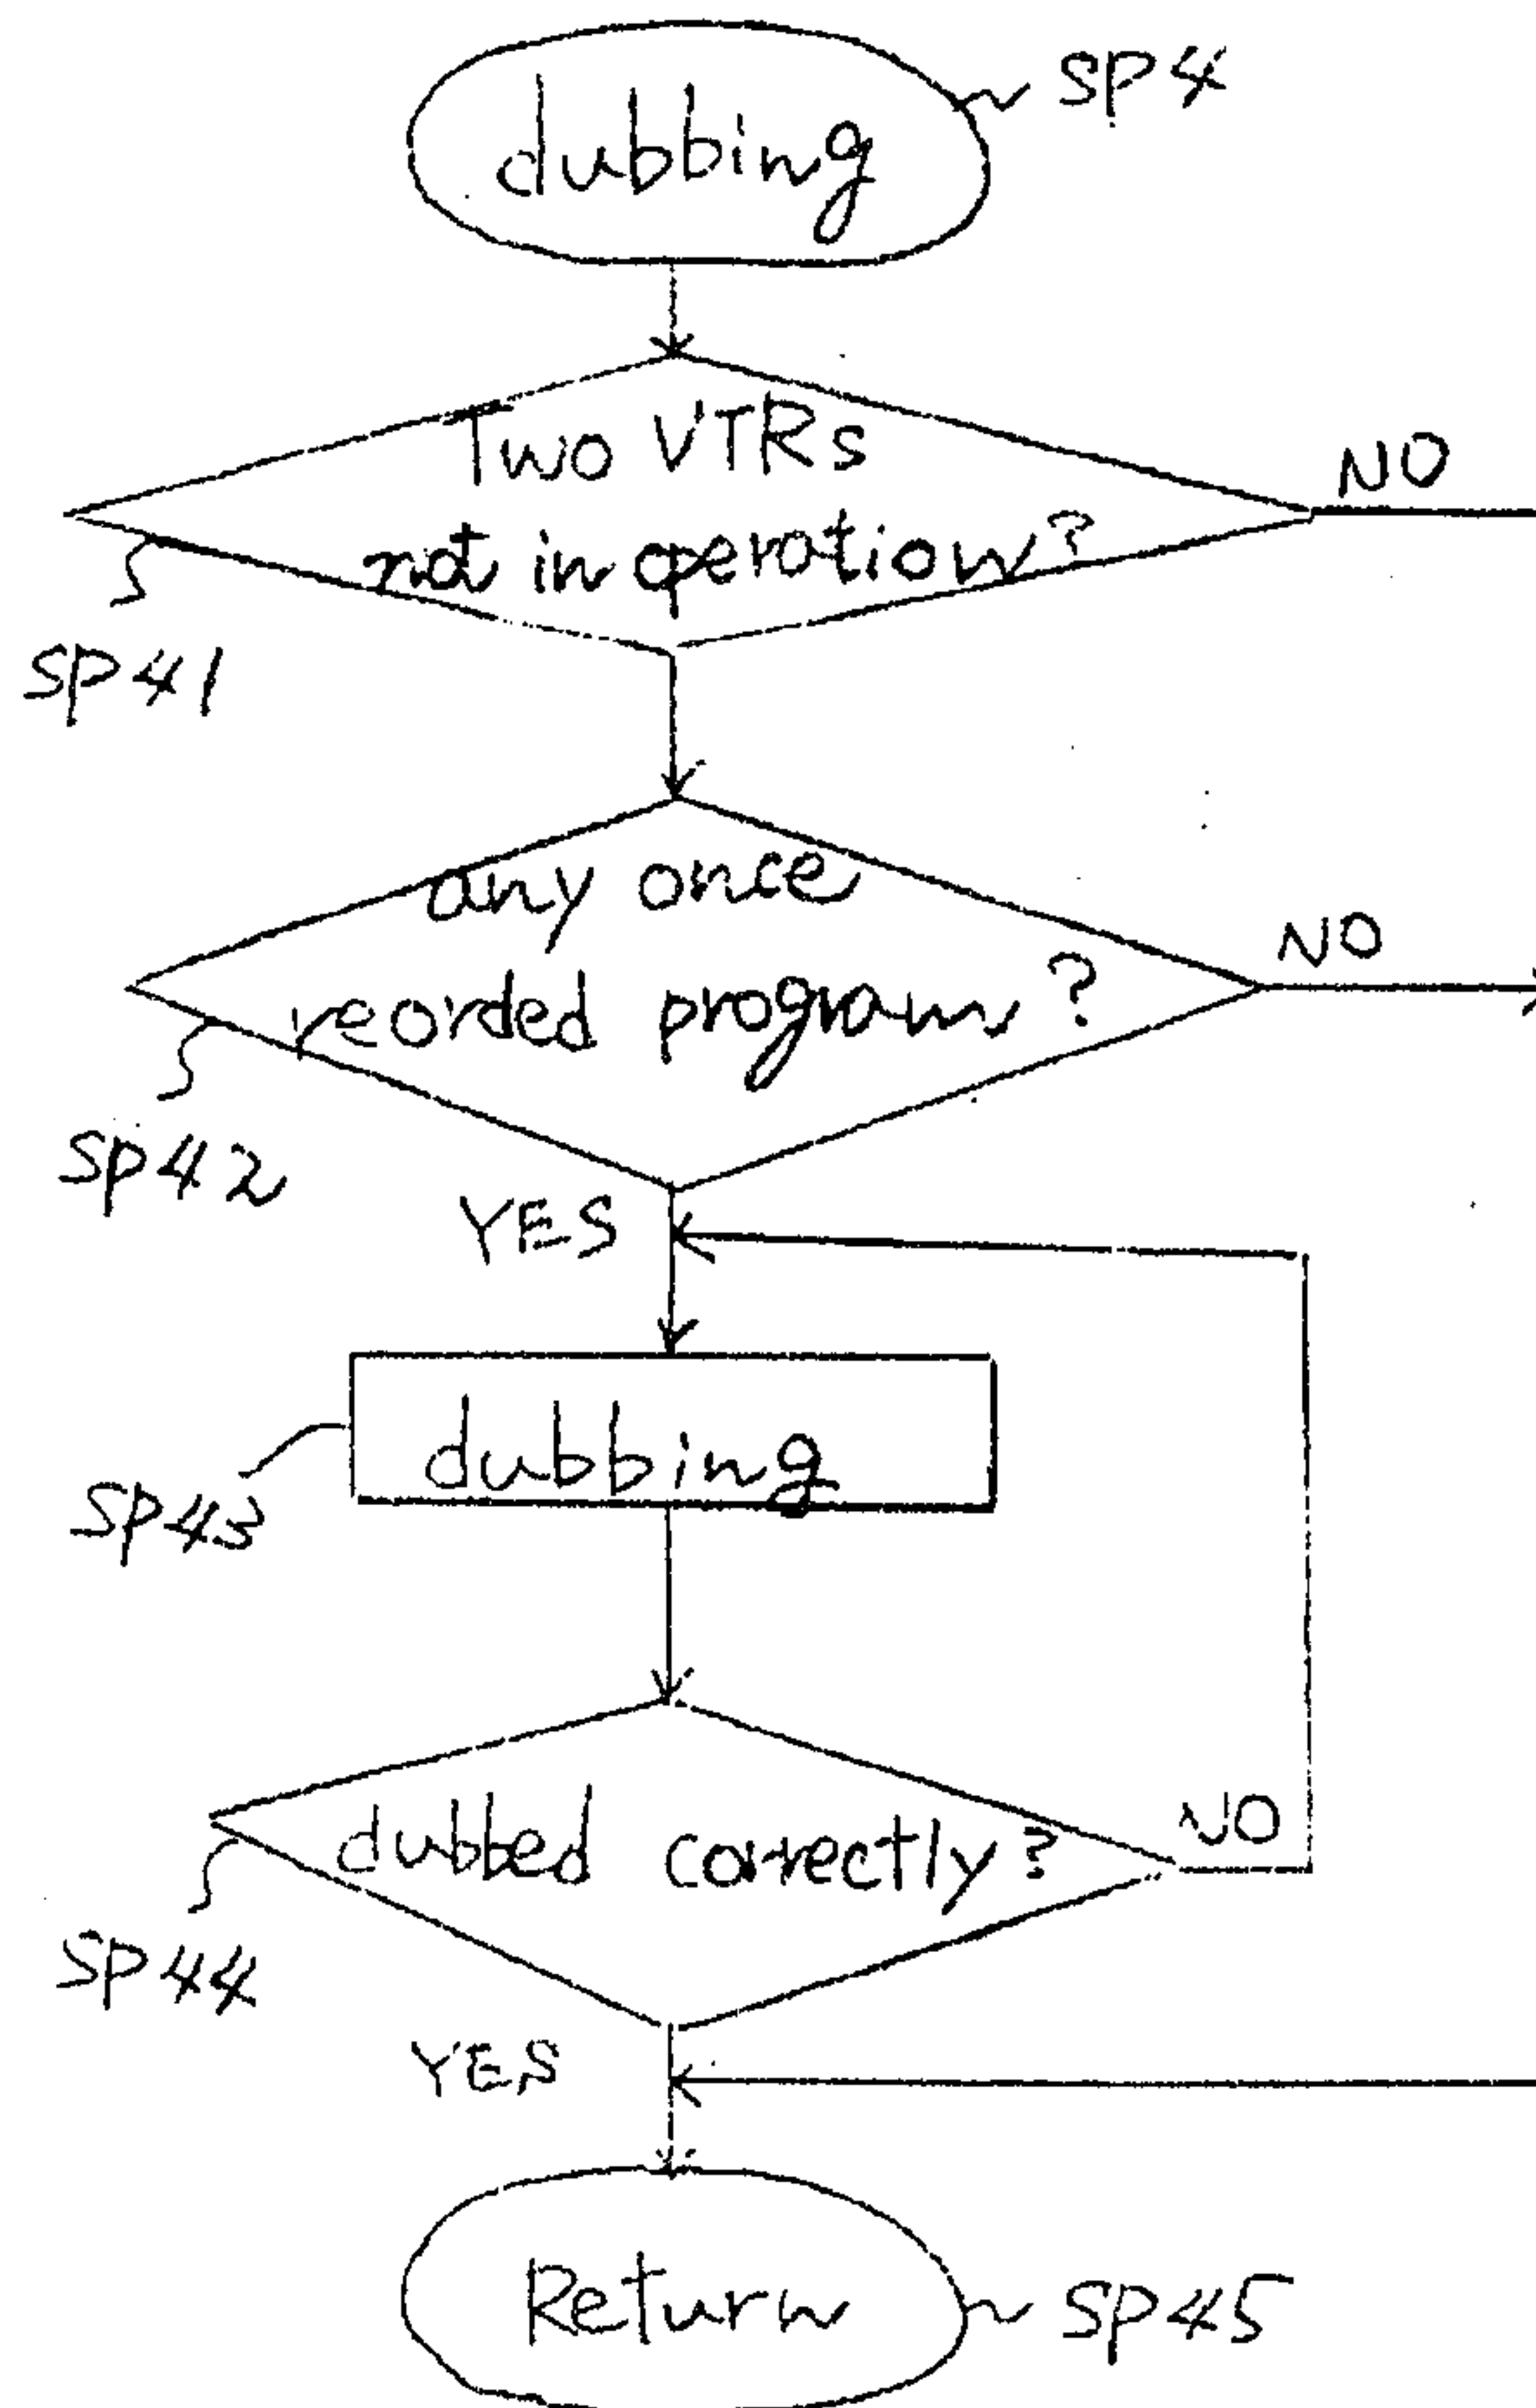 dubbing
SP4
Two VTRs
not in operation?
NO
SP41
any once
reorded program?
NO
SP42
YES
dubbing
SP43
dubbed correctly?
NO
SP44
YES
Return
SP45